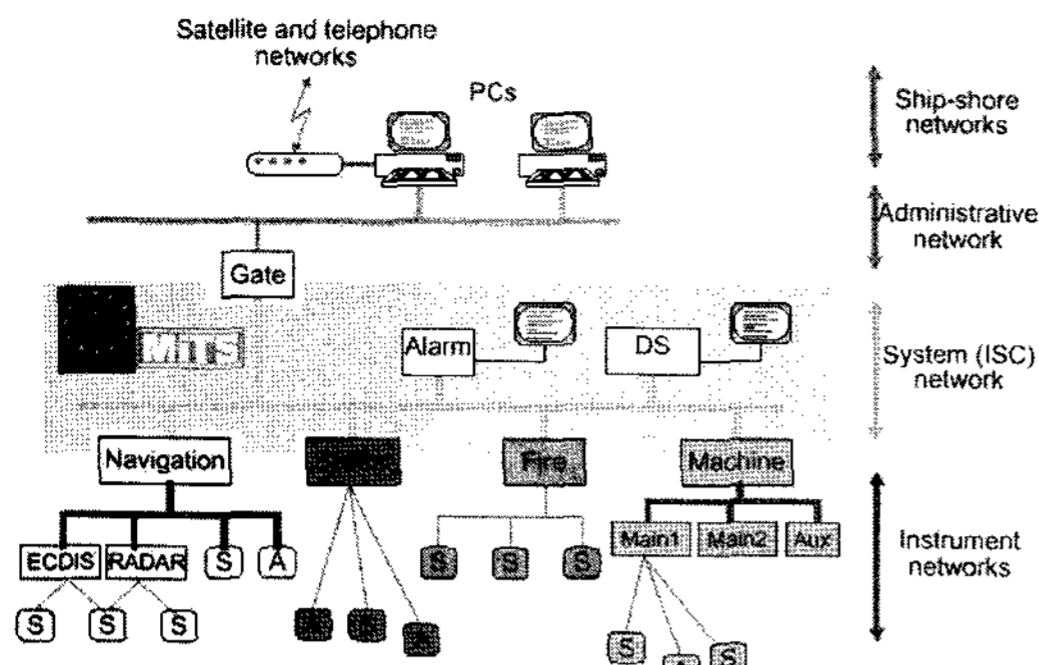 Satellite and telephone
networks
PCs
Ship-shore
networks
Administrative
network
Gate
MiTS
Alarm
DS
System (ISC)
network
Navigation
Fire
Machine
ECDIS
RADAR
S
A
S
S
S
Main1
Main2
Aux
Instrument
networks
S
S
S
S
A
S